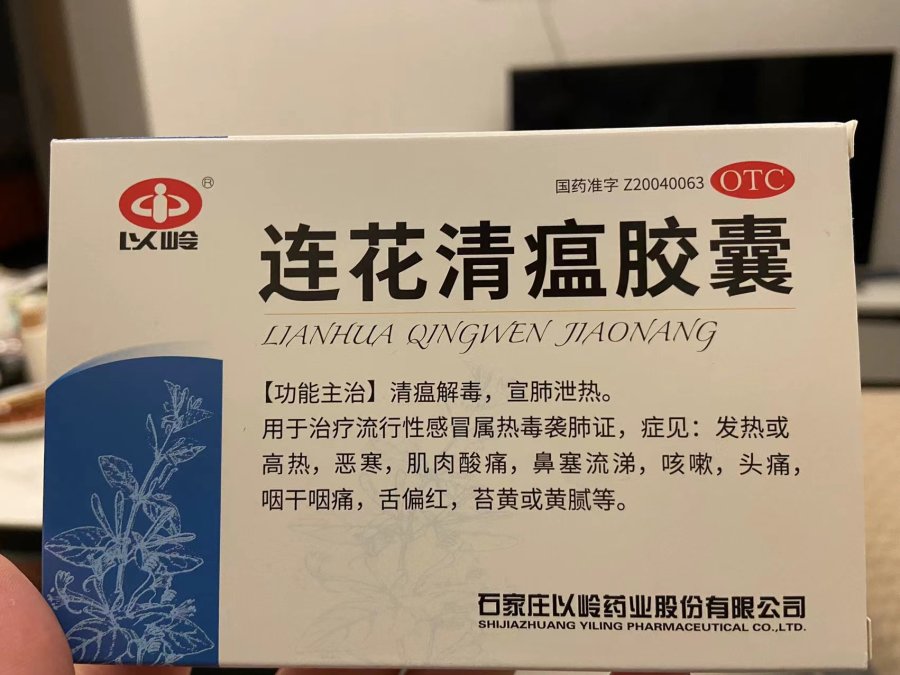 以岭®
国药准字 Z20040063 OTC
连花清瘟胶囊
LIANHUA QINGWEN JIAONANG
【功能主治】清瘟解毒，宣肺泄热。
用于治疗流行性感冒属热毒袭肺证，症见：发热或
高热，恶寒，肌肉酸痛，鼻塞流涕，咳嗽，头痛，
咽干咽痛，舌偏红，苔黄或黄腻等。
石家庄以岭药业股份有限公司
SHIJIAZHUANG YILING PHARMACEUTICAL CO.,LTD.